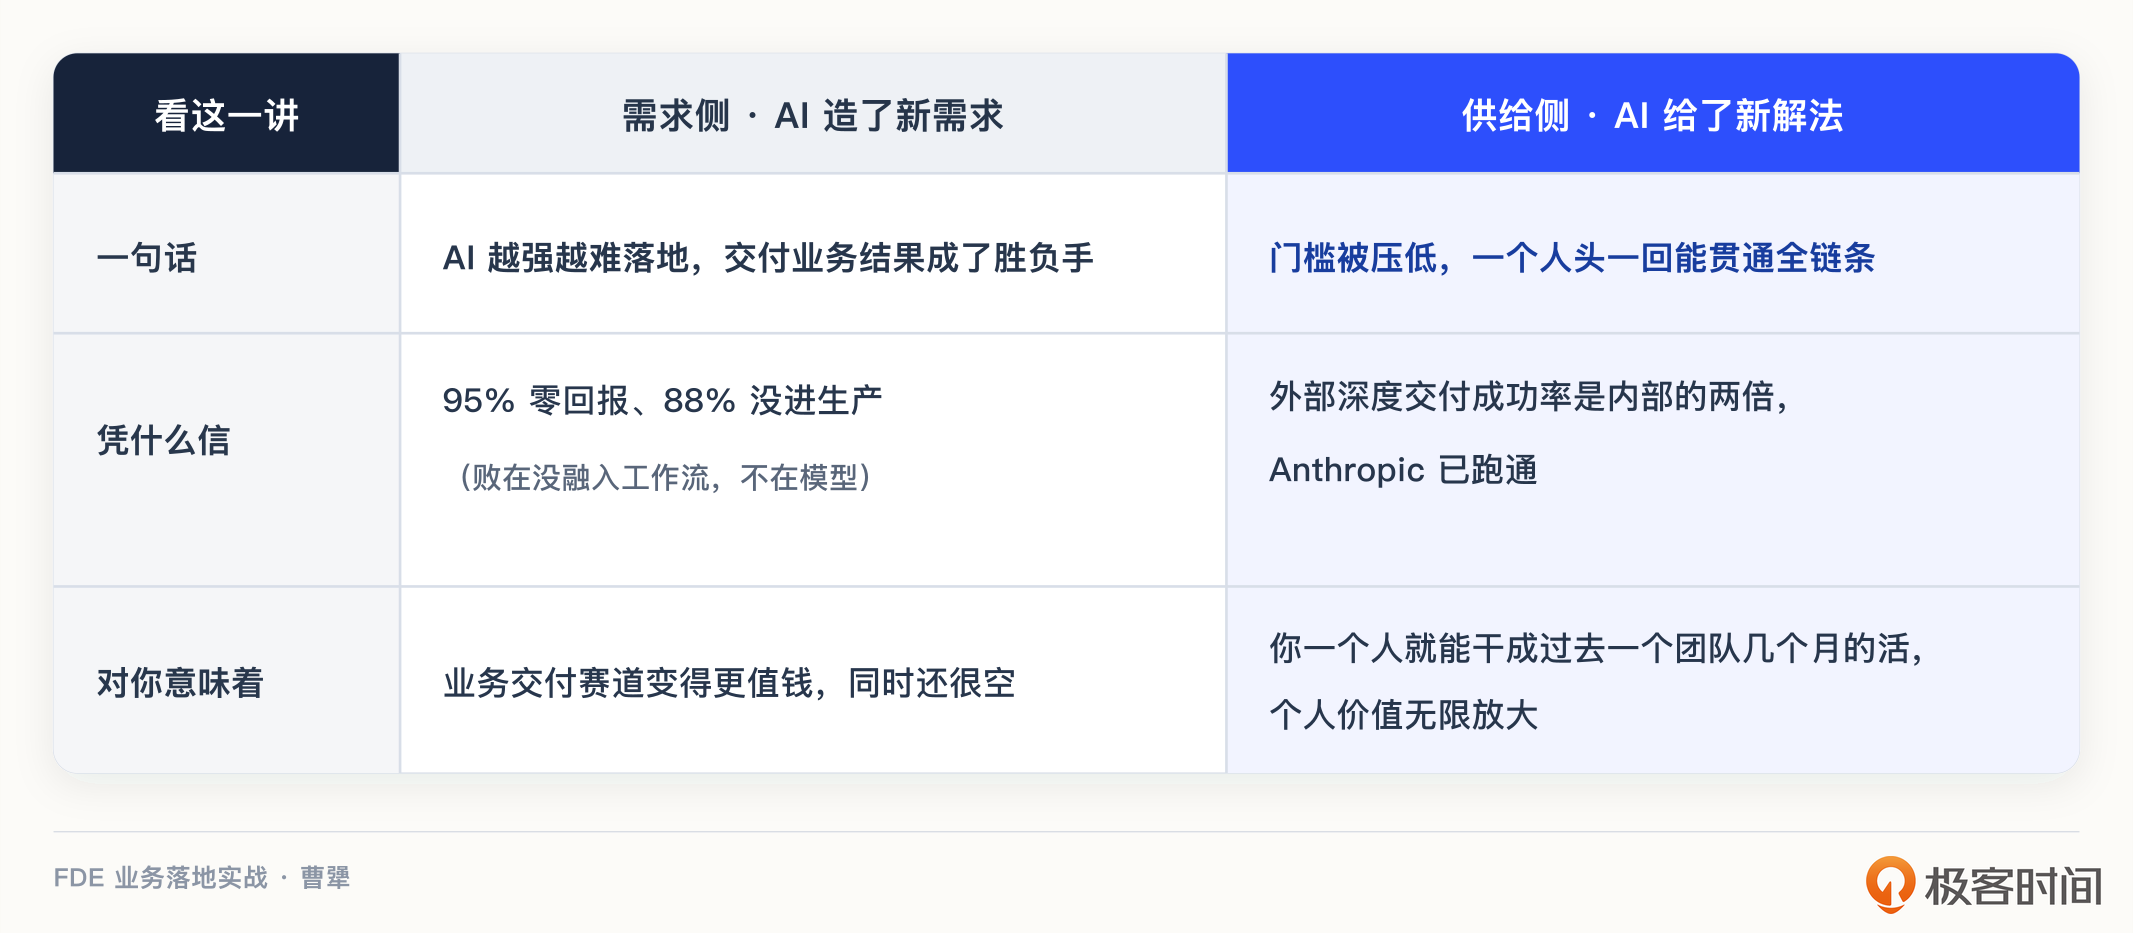 看这一讲
需求侧 · AI 造了新需求
供给侧 · AI 给了新解法
一句话
AI 越强越难落地，交付业务结果成了胜负手
门槛被压低，一个人头一回能贯通全链条
凭什么信
95% 零回报、88% 没进生产
（败在没融入工作流，不在模型）
外部深度交付成功率是内部的两倍，
Anthropic 已跑通
对你意味着
业务交付赛道变得更值钱，同时还很空
你一个人就能干成过去一个团队几个月的活，
个人价值无限放大
FDE 业务落地实战 · 曹犟
极客时间